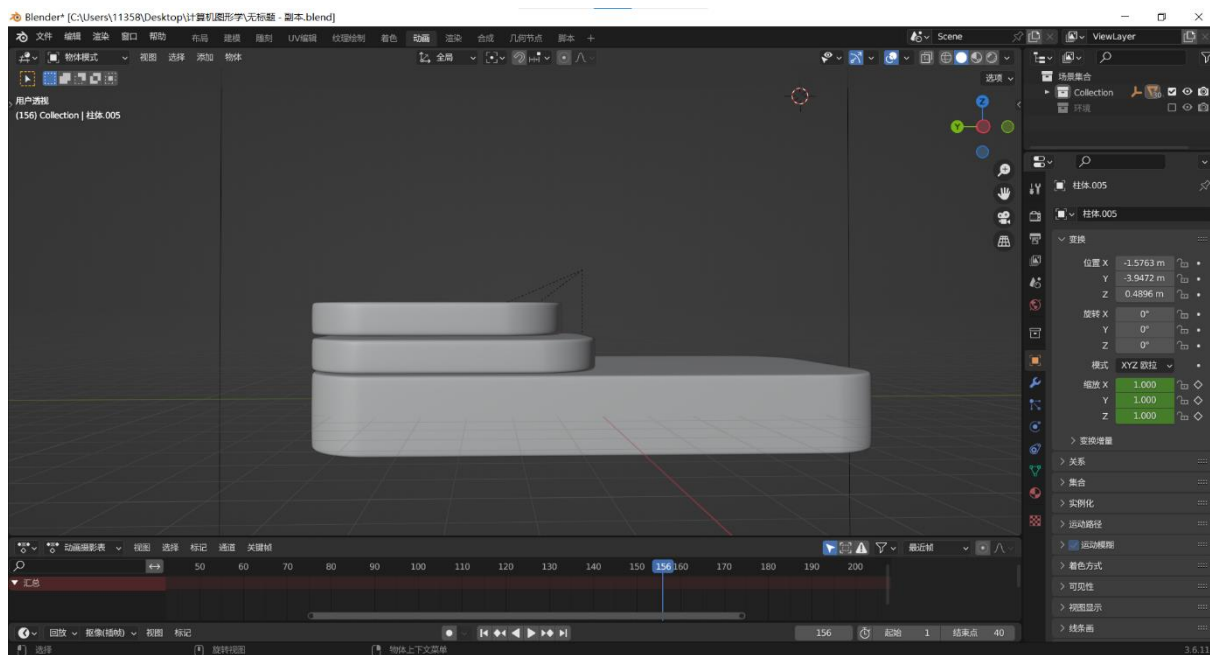 Blender* [C:\Users\11358\Desktop\计算机图形学\无标题 - 副本.blend]
文件 编辑 渲染 窗口 帮助 布局 建模 雕刻 UV编辑 纹理绘制 着色 动画 渲染 合成 几何节点 脚本 + Scene ViewLayer
物体模式 视图 选择 添加 物体 全局
选项
用户透视
(156) Collection | 柱体.005
Z
Y
场景集合
Collection
环境
柱体.005
柱体.005
变换
位置 X -1.5763 m
Y -3.9472 m
Z 0.4896 m
旋转 X 0°
Y 0°
Z 0°
模式 XYZ 欧拉
缩放 X 1.000
Y 1.000
Z 1.000
变换增量
关系
集合
实例化
运动路径
运动模糊
着色方式
可见性
视图显示
线条画
动画摄影表 视图 选择 标记 通道 关键帧 最近帧
50 60 70 80 90 100 110 120 130 140 150 156 160 170 180 190 200
汇总
回放 抠像(插帧) 视图 标记 156 起始 1 结束点 40
选择 旋转视图 物体上下文菜单 3.6.11